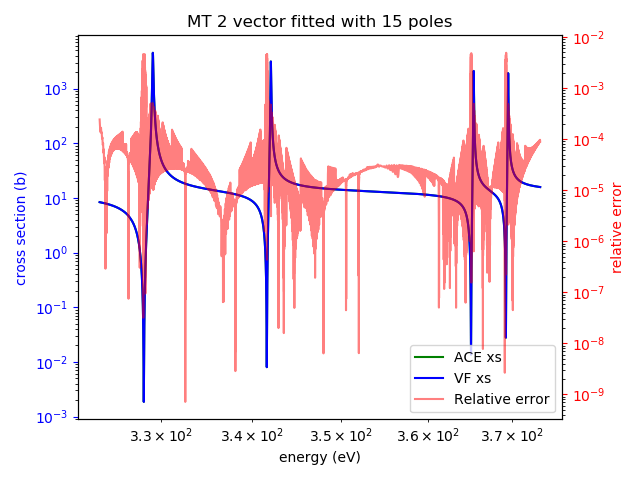 MT 2 vector fitted with 15 poles
cross section (b)
10³
10²
10¹
10⁰
10⁻¹
10⁻²
10⁻³
10⁻²
10⁻³
10⁻⁴
10⁻⁵
10⁻⁶
10⁻⁷
10⁻⁸
10⁻⁹
relative error
ACE xs
VF xs
Relative error
3.3 × 10² 3.4 × 10² 3.5 × 10² 3.6 × 10² 3.7 × 10²
energy (eV)